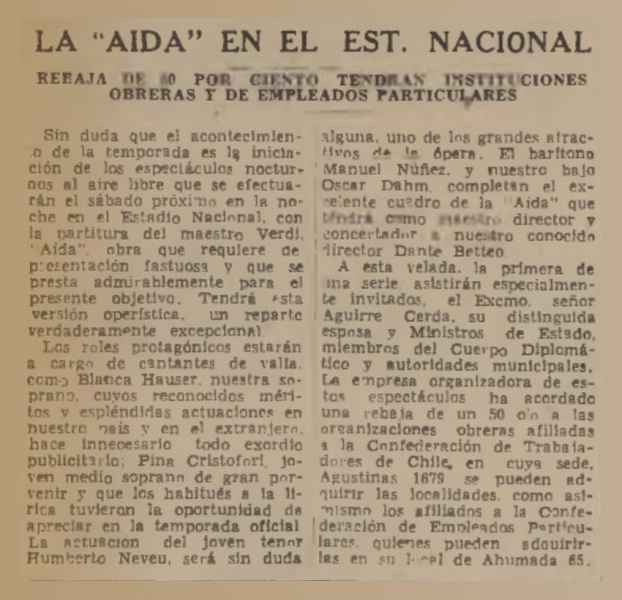 LA "AIDA" EN EL EST. NACIONAL
REBAJA DE 50 POR CIENTO TENDRAN INSTITUCIONES
OBRERAS Y DE EMPLEADOS PARTICULARES
Sin duda que el acontecimien-
to de la temporada es la inicia-
ción de los espectáculos noctur-
nos al aire libre que se efectua-
rán el sábado próximo en la no-
che en el Estadio Nacional, con
la partitura del maestro Verdi,
"Aida", obra que requiere de
presentación fastuosa y que se
presta admirablemente para el
presente objetivo. Tendrá esta
versión operística, un reparto
verdaderamente excepcional.
Los roles protagónicos estarán
a cargo de cantantes de valía,
como Blanca Hauser, nuestra so-
prano, cuyos reconocidos méri-
tos y espléndidas actuaciones en
nuestro país y en el extranjero,
hace innecesario todo exordio
publicitario; Pina Cristofori, jo-
ven medio soprano de gran por-
venir y que los habitués a la lí-
rica tuvieron la oportunidad de
apreciar en la temporada oficial
La actuación del joven tenor
Humberto Neveu, será sin duda
alguna, uno de los grandes atrac-
tivos de la ópera. El barítono
Manuel Núñez, y nuestro bajo
Oscar Dahm, completan el ex-
celente cuadro de la "Aida" que
tendrá como maestro director y
concertador a nuestro conocido
director Dante Betteo.
A esta velada, la primera de
una serie, asistirán especialmen-
te invitados, el Excmo. señor
Aguirre Cerda, su distinguida
esposa y Ministros de Estado,
miembros del Cuerpo Diplomá-
tico y autoridades municipales.
La empresa organizadora de es-
tos espectáculos ha acordado
una rebaja de un 50 o|o a las
organizaciones obreras afiliadas
a la Confederación de Trabaja-
dores de Chile, en cuya sede,
Agustinas 1679 se pueden ad-
quirir las localidades, como asi-
mismo los afiliados a la Confe-
deración de Empleados Particu-
lares, quienes pueden adquirir-
las en su local de Ahumada 65.